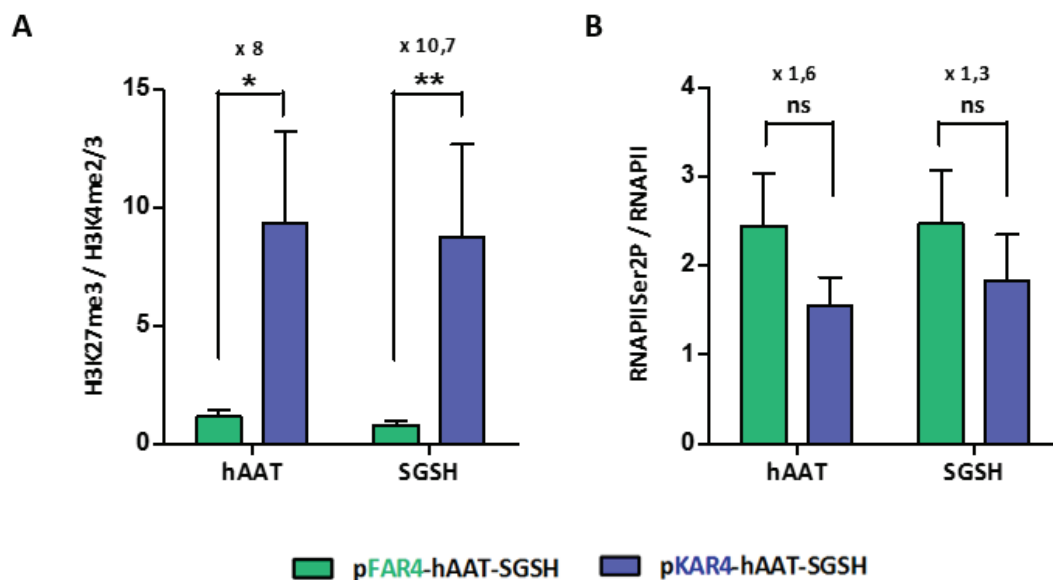 A
B
x 8
x 10,7
*
**
15
10
5
0
H3K27me3 / H3K4me2/3
hAAT
SGSH
x 1,6
x 1,3
ns
ns
4
3
2
1
0
RNAPIISer2P / RNAPII
hAAT
SGSH
pFAR4-hAAT-SGSH
pKAR4-hAAT-SGSH